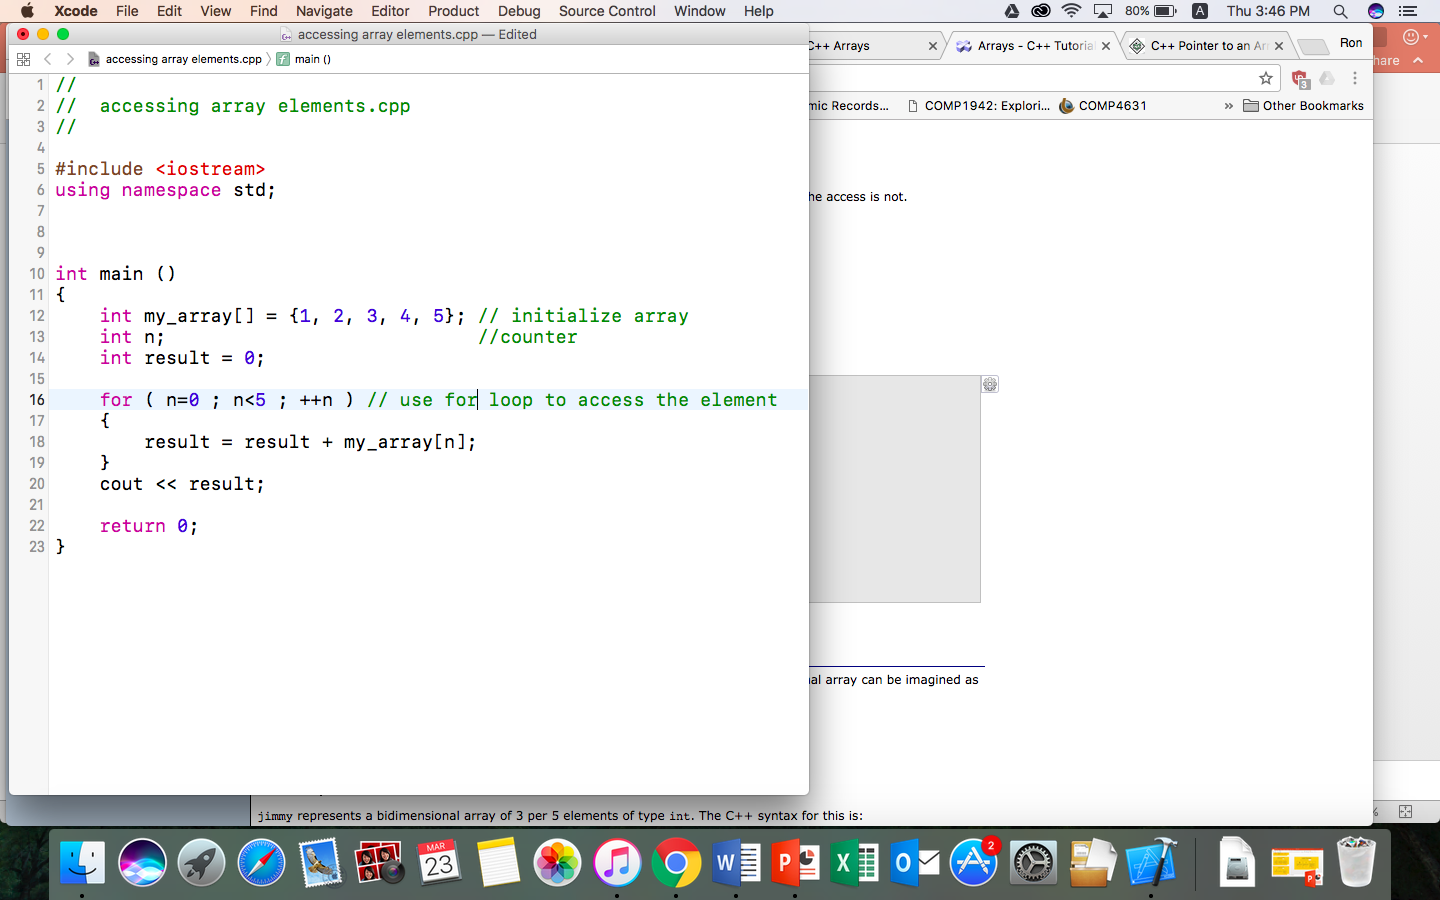 Xcode File Edit View Find Navigate Editor Product Debug Source Control Window Help 80% A Thu 3:46 PM
accessing array elements.cpp — Edited
accessing array elements.cpp main ()
1 //
2 // accessing array elements.cpp
3 //
4
5 #include <iostream>
6 using namespace std;
7
8
9
10 int main ()
11 {
12 int my_array[] = {1, 2, 3, 4, 5}; // initialize array
13 int n; //counter
14 int result = 0;
15
16 for ( n=0 ; n<5 ; ++n ) // use for loop to access the element
17 {
18 result = result + my_array[n];
19 }
20 cout << result;
21
22 return 0;
23 }
C++ Arrays Arrays - C++ Tutorial C++ Pointer to an Arr Ron
hare
3
mic Records... COMP1942: Explori... COMP4631 » Other Bookmarks
he access is not.
al array can be imagined as
%
jimmy represents a bidimensional array of 3 per 5 elements of type int. The C++ syntax for this is:
MAR
23
W P X O 2
P